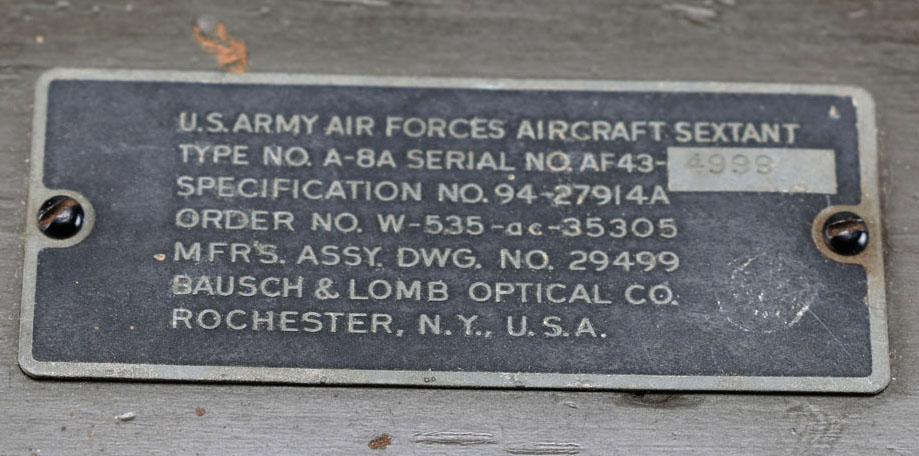 U.S. ARMY AIR FORCES AIRCRAFT SEXTANT
TYPE NO. A-8A SERIAL NO. AF43-4998
SPECIFICATION NO. 94-27914A
ORDER NO. W-535-ac-35305
MFR'S. ASSY. DWG. NO. 29499
BAUSCH & LOMB OPTICAL CO.
ROCHESTER, N.Y., U.S.A.